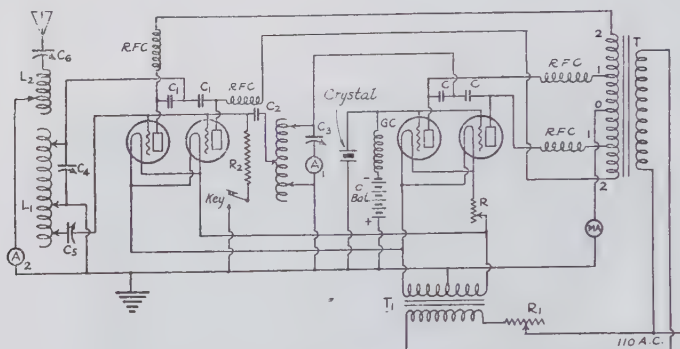 C6
L2
RFC
C1
C1
RFC
C2
C4
L1
C5
A
2
R2
Key
C3
A
1
Crystal
GC
-
C
Bat.
+
C
C
RFC
RFC
R
2
1
0
1
2
T
MA
T1
R1
110 A.C.